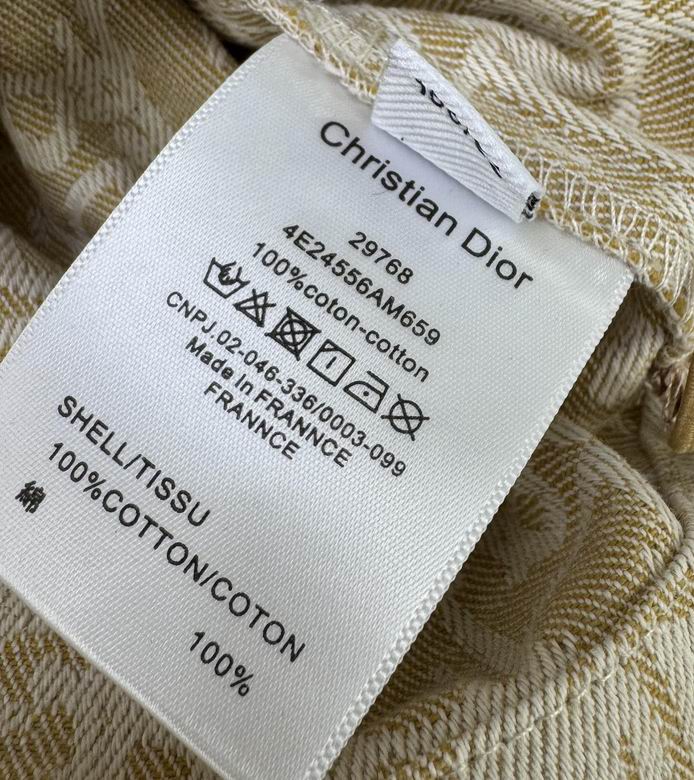 Christian Dior
29768
4E24556AM659
100%coton-cotton
CNPJ.02-046-336/0003-099
Made In FRANNCE
FRANNCE
SHELL/TISSU
100%COTTON/COTON
綿
100%